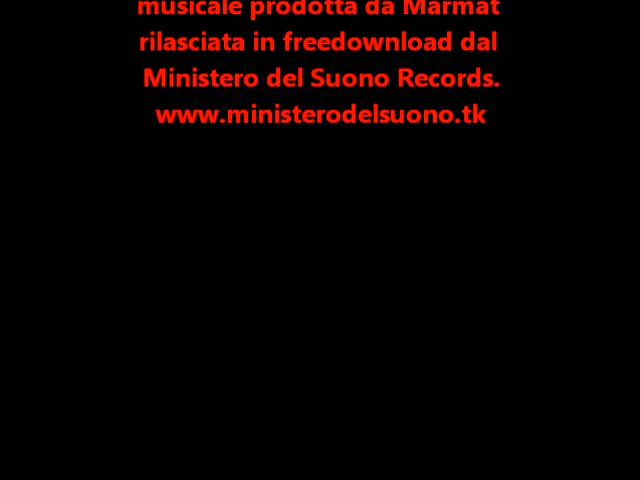 musicale prodotta da Marmat
rilasciata in freedownload dal
Ministero del Suono Records.
www.ministerodelsuono.tk